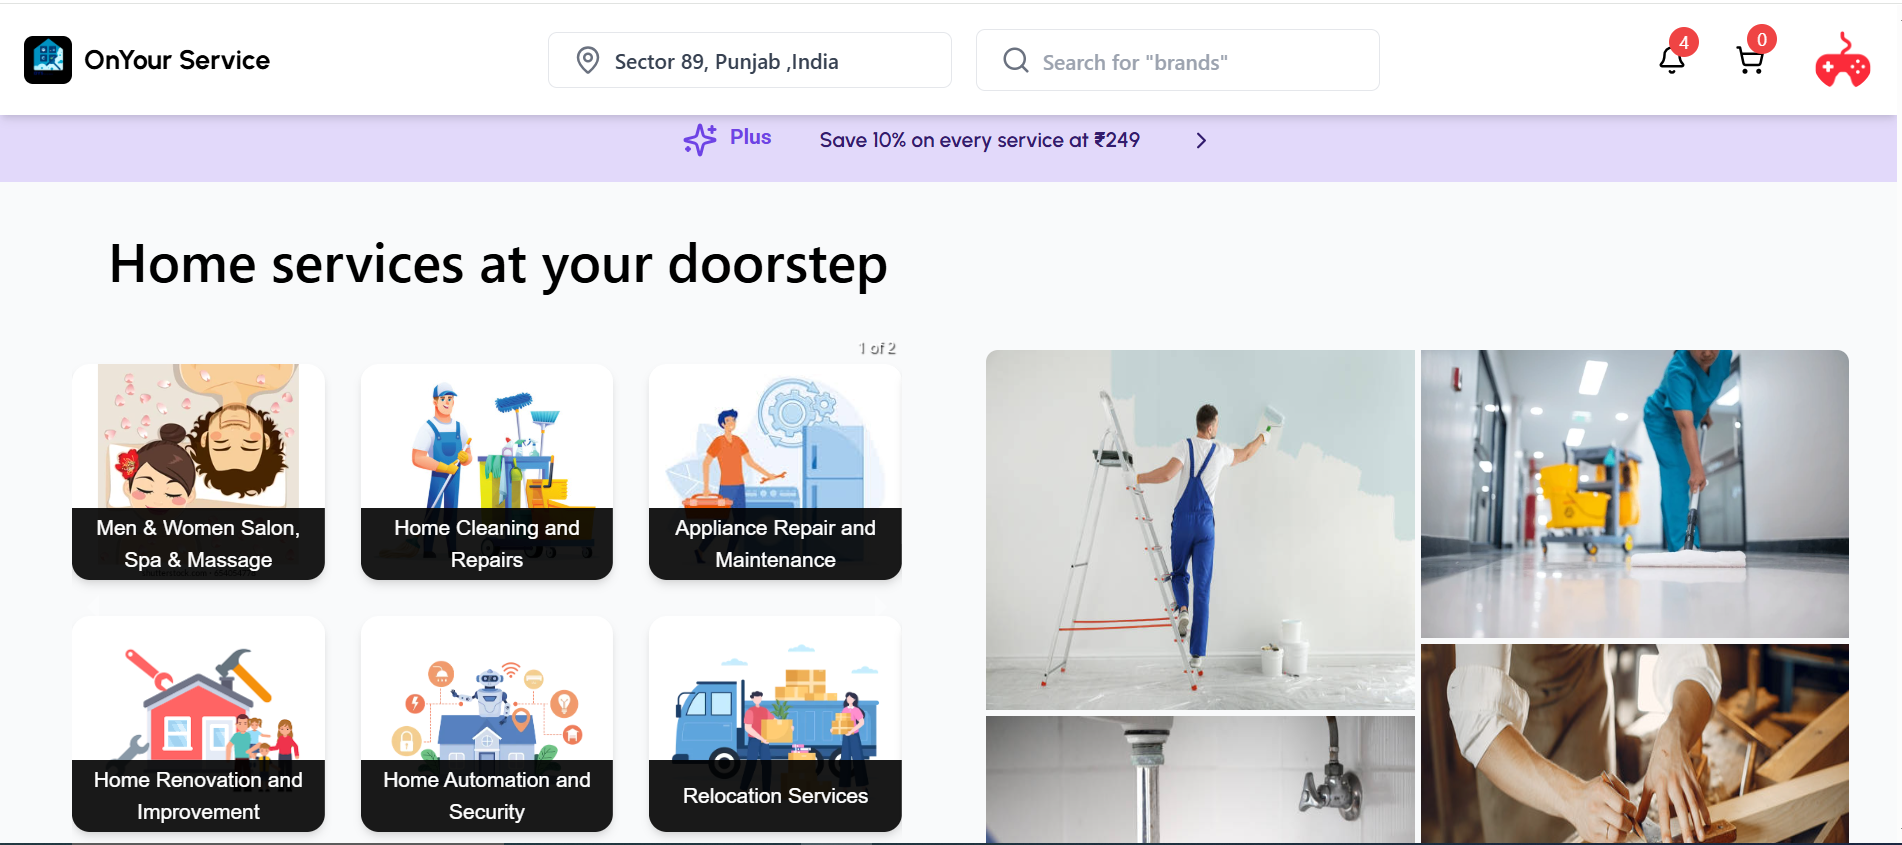 OnYour Service
Sector 89, Punjab ,India
Search for "brands"
4
0
Plus
Save 10% on every service at ₹249
Home services at your doorstep
1 of 2
Men & Women Salon,
Spa & Massage
Home Cleaning and
Repairs
Appliance Repair and
Maintenance
Home Renovation and
Improvement
Home Automation and
Security
Relocation Services